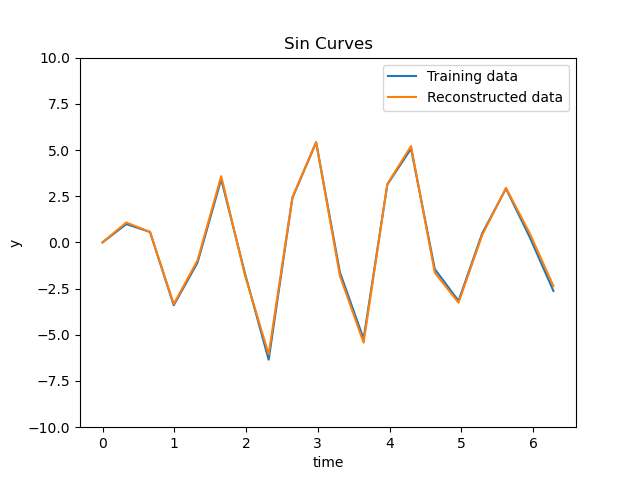 Sin Curves
Training data
Reconstructed data
10.0
7.5
5.0
2.5
0.0
−2.5
−5.0
−7.5
−10.0
y
0 1 2 3 4 5 6
time